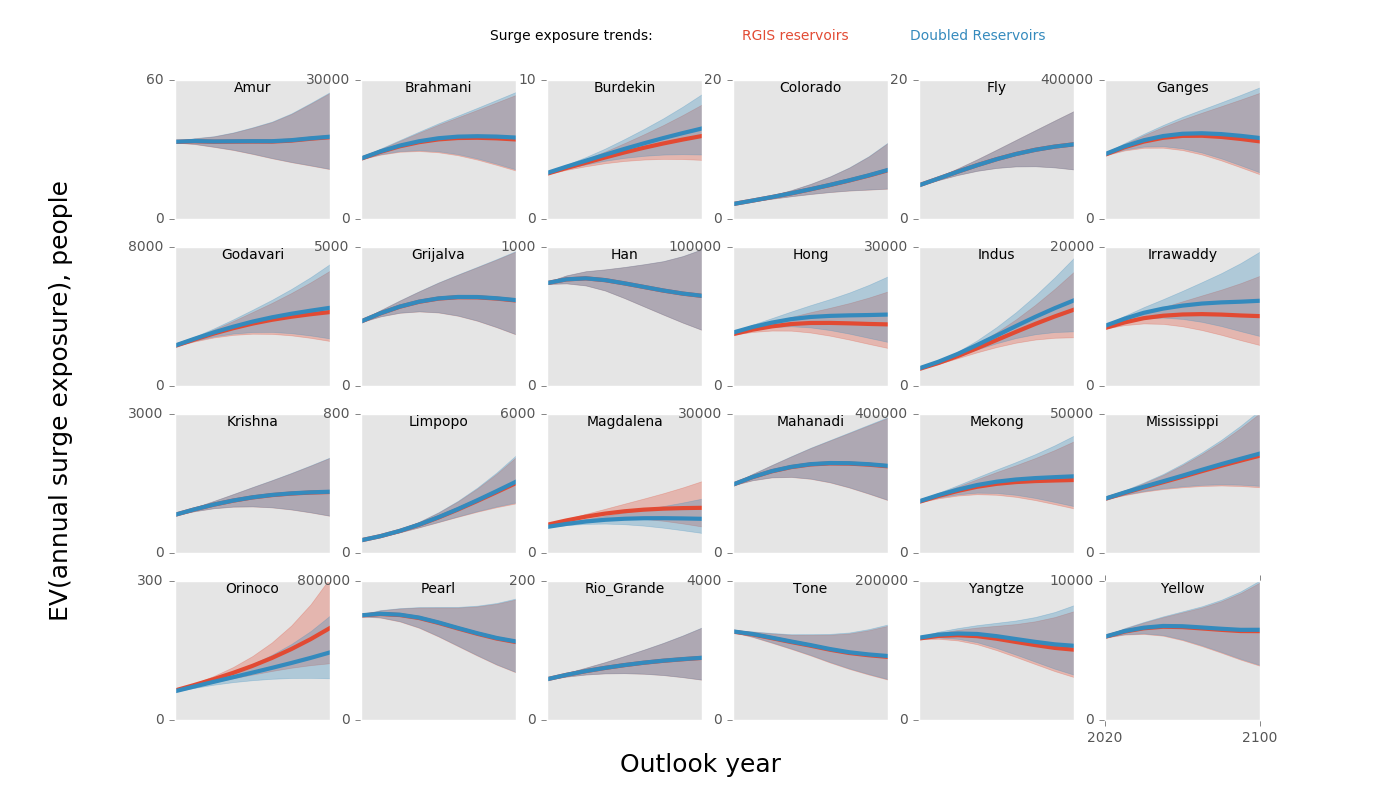 Surge exposure trends: RGIS reservoirs Doubled Reservoirs
60 30000 10 20 20 400000
Amur Brahmani Burdekin Colorado Fly Ganges
0 0 0 0 0 0
8000 5000 1000 100000 30000 20000
Godavari Grijalva Han Hong Indus Irrawaddy
0 0 0 0 0 0
3000 800 6000 30000 400000 50000
Krishna Limpopo Magdalena Mahanadi Mekong Mississippi
0 0 0 0 0 0
300 800000 200 4000 200000 10000
Orinoco Pearl Rio_Grande Tone Yangtze Yellow
0 0 0 0 0 0
2020 2100
EV(annual surge exposure), people
Outlook year